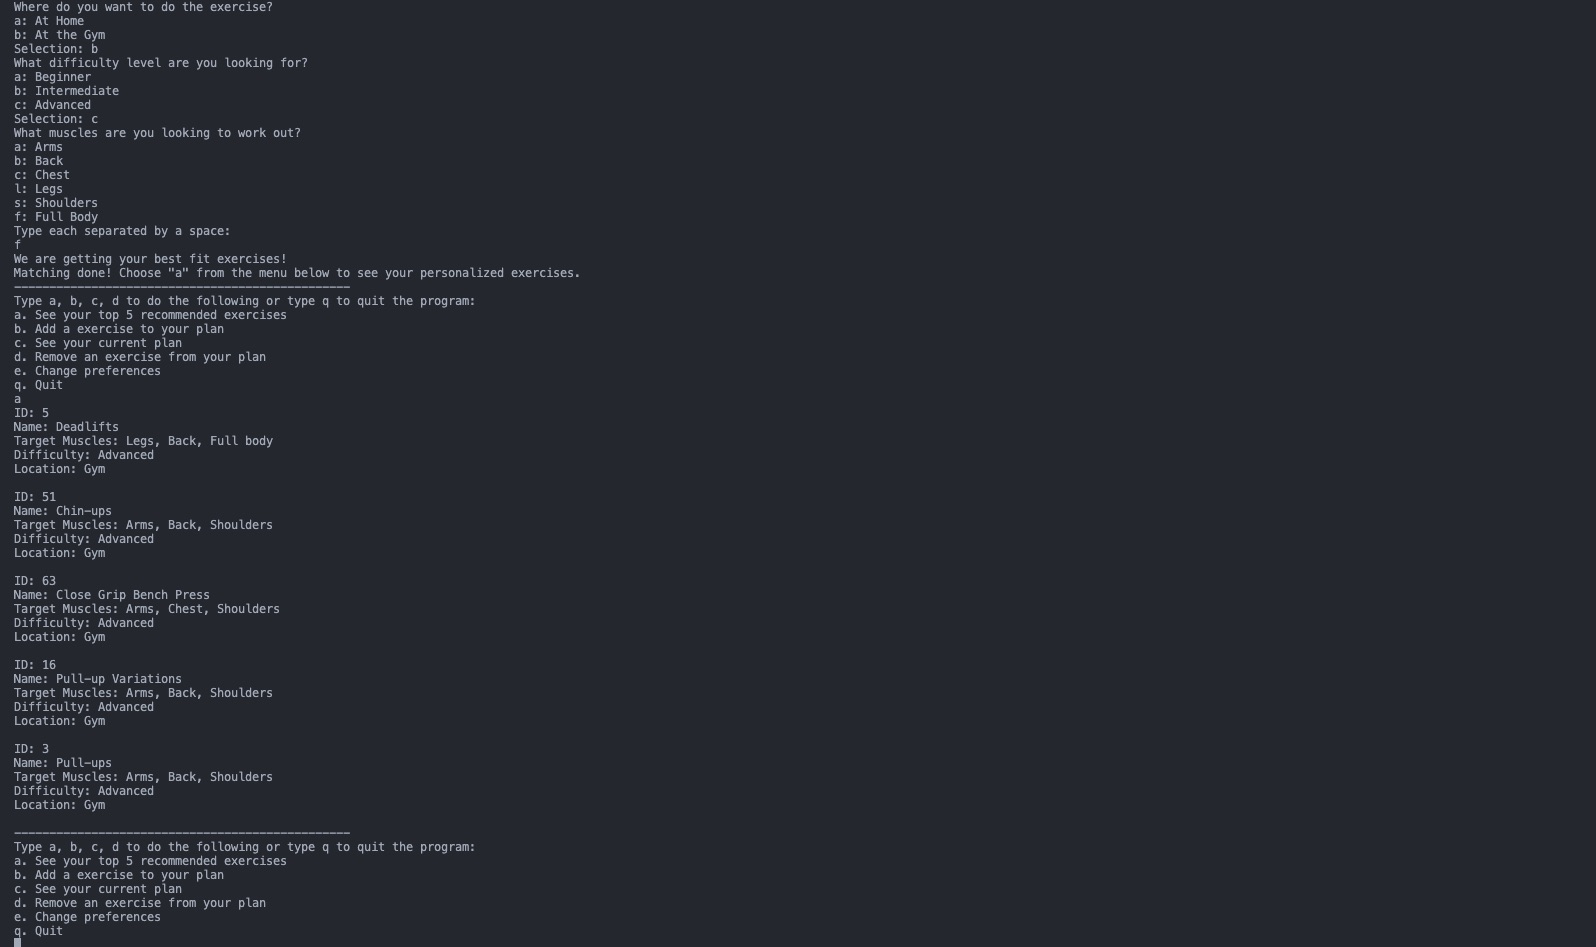 Where do you want to do the exercise?
a: At Home
b: At the Gym
Selection: b
What difficulty level are you looking for?
a: Beginner
b: Intermediate
c: Advanced
Selection: c
What muscles are you looking to work out?
a: Arms
b: Back
c: Chest
l: Legs
s: Shoulders
f: Full Body
Type each separated by a space:
f
We are getting your best fit exercises!
Matching done! Choose "a" from the menu below to see your personalized exercises.
------------------------------------------------
Type a, b, c, d to do the following or type q to quit the program:
a. See your top 5 recommended exercises
b. Add a exercise to your plan
c. See your current plan
d. Remove an exercise from your plan
e. Change preferences
q. Quit
a
ID: 5
Name: Deadlifts
Target Muscles: Legs, Back, Full body
Difficulty: Advanced
Location: Gym
ID: 51
Name: Chin-ups
Target Muscles: Arms, Back, Shoulders
Difficulty: Advanced
Location: Gym
ID: 63
Name: Close Grip Bench Press
Target Muscles: Arms, Chest, Shoulders
Difficulty: Advanced
Location: Gym
ID: 16
Name: Pull-up Variations
Target Muscles: Arms, Back, Shoulders
Difficulty: Advanced
Location: Gym
ID: 3
Name: Pull-ups
Target Muscles: Arms, Back, Shoulders
Difficulty: Advanced
Location: Gym
------------------------------------------------
Type a, b, c, d to do the following or type q to quit the program:
a. See your top 5 recommended exercises
b. Add a exercise to your plan
c. See your current plan
d. Remove an exercise from your plan
e. Change preferences
q. Quit